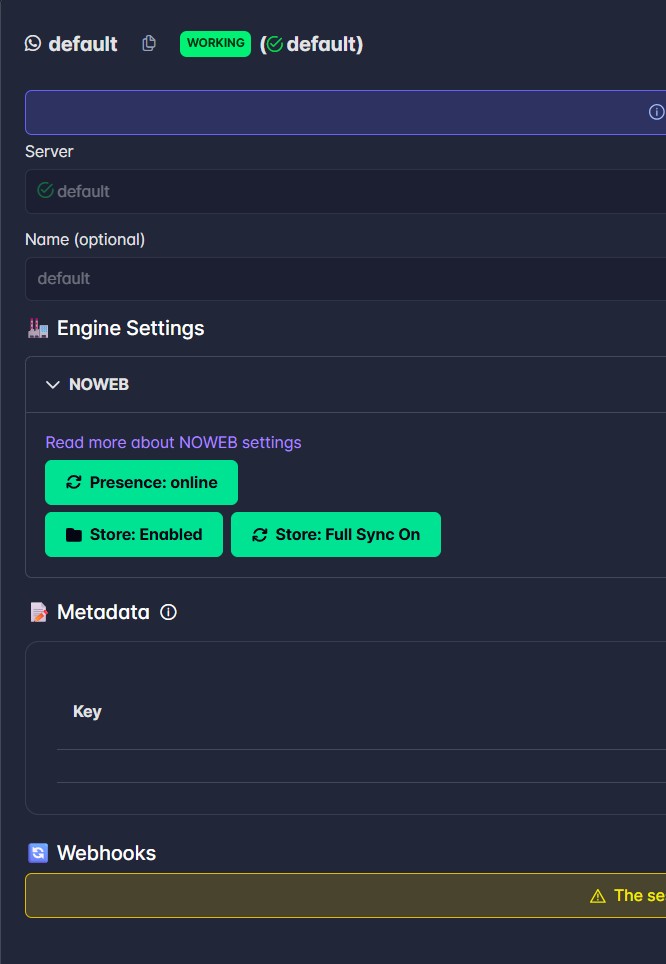 default WORKING (default)
Server
default
Name (optional)
default
Engine Settings
NOWEB
Read more about NOWEB settings
Presence: online
Store: Enabled Store: Full Sync On
Metadata
Key
Webhooks
The se